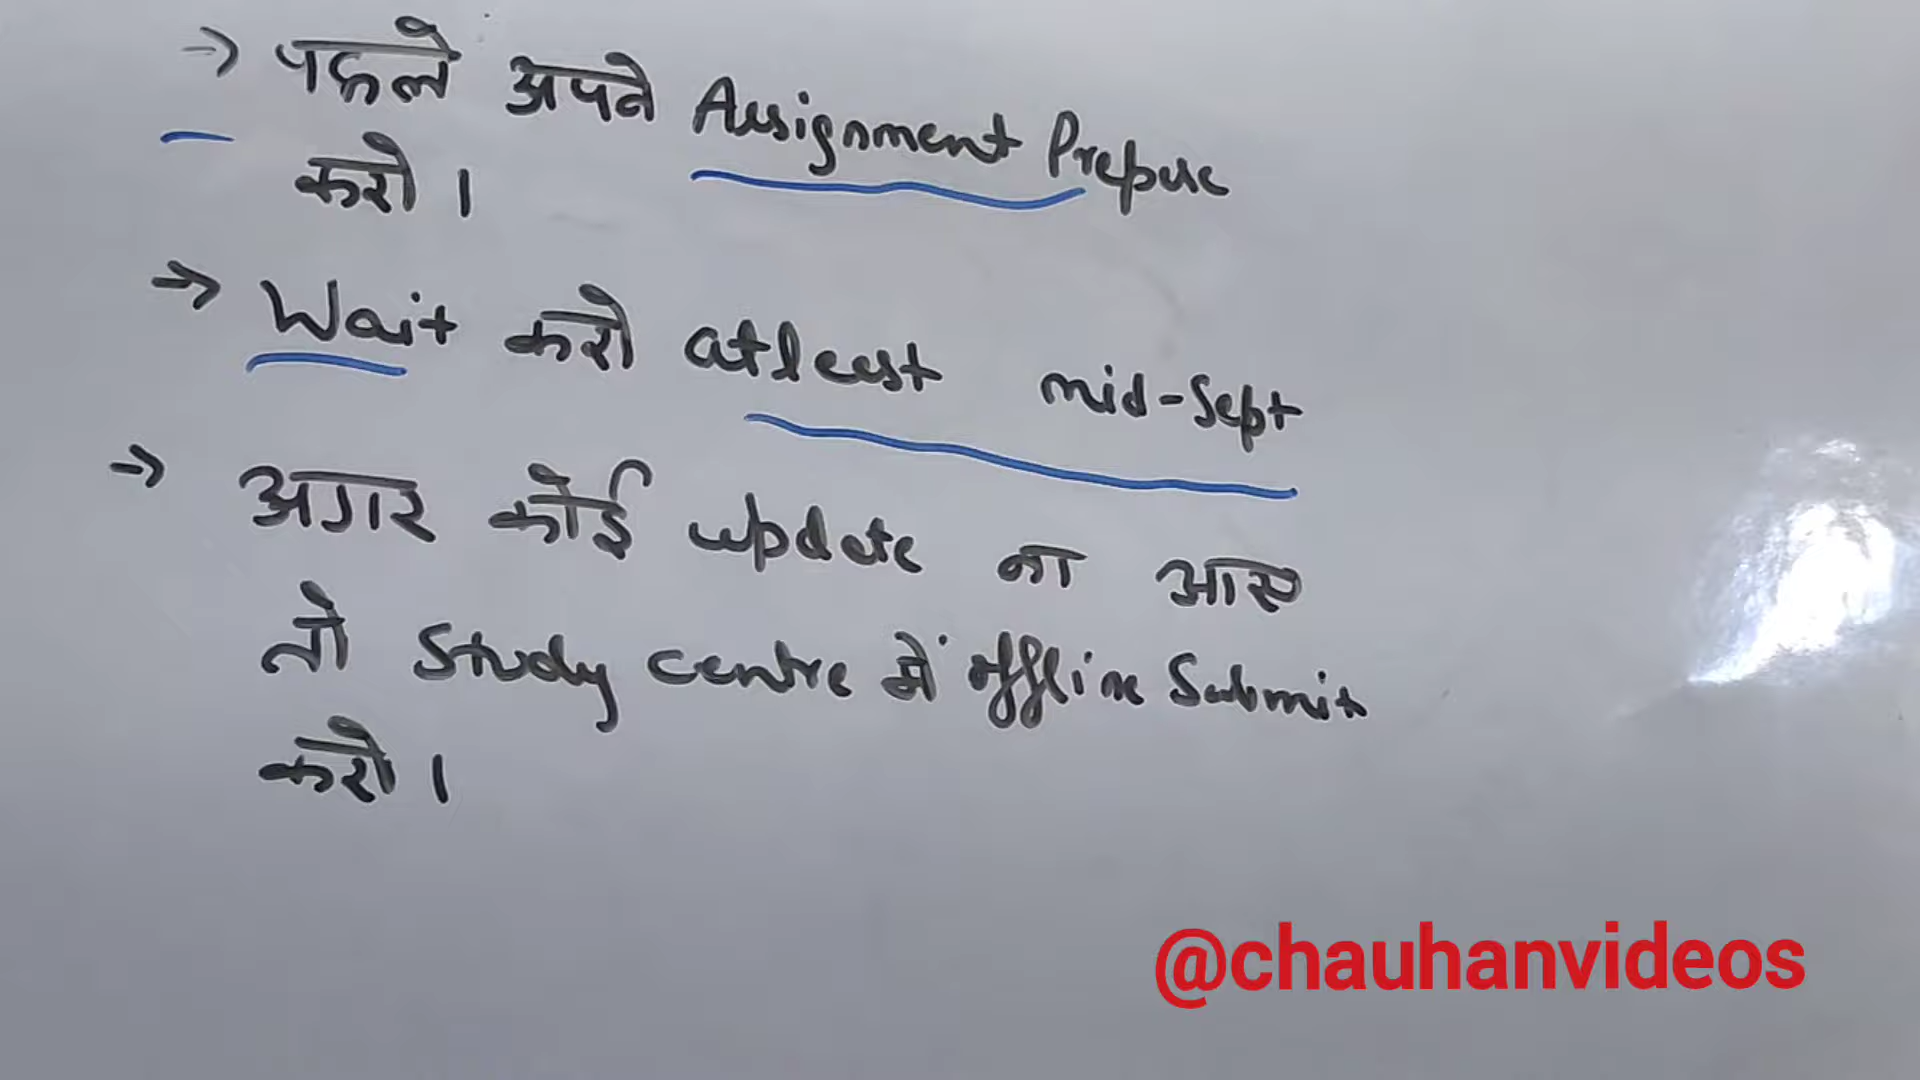 → पहले अपने Assignment Prepare
करो ।
→ Wait करो atleast mid-Sept
→ अगर कोई update ना आए
तो Study centre में offline Submit
करो ।
@chauhanvideos